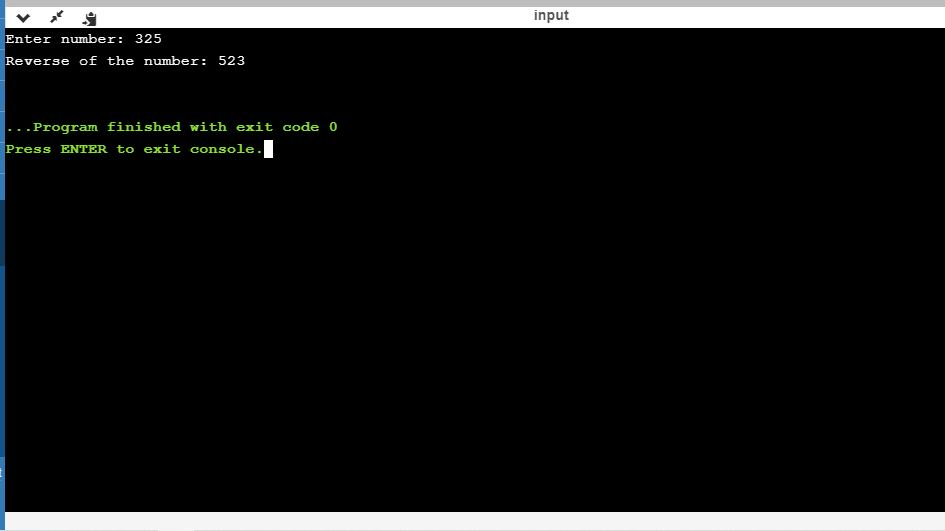 input
Enter number: 325
Reverse of the number: 523
...Program finished with exit code 0
Press ENTER to exit console.